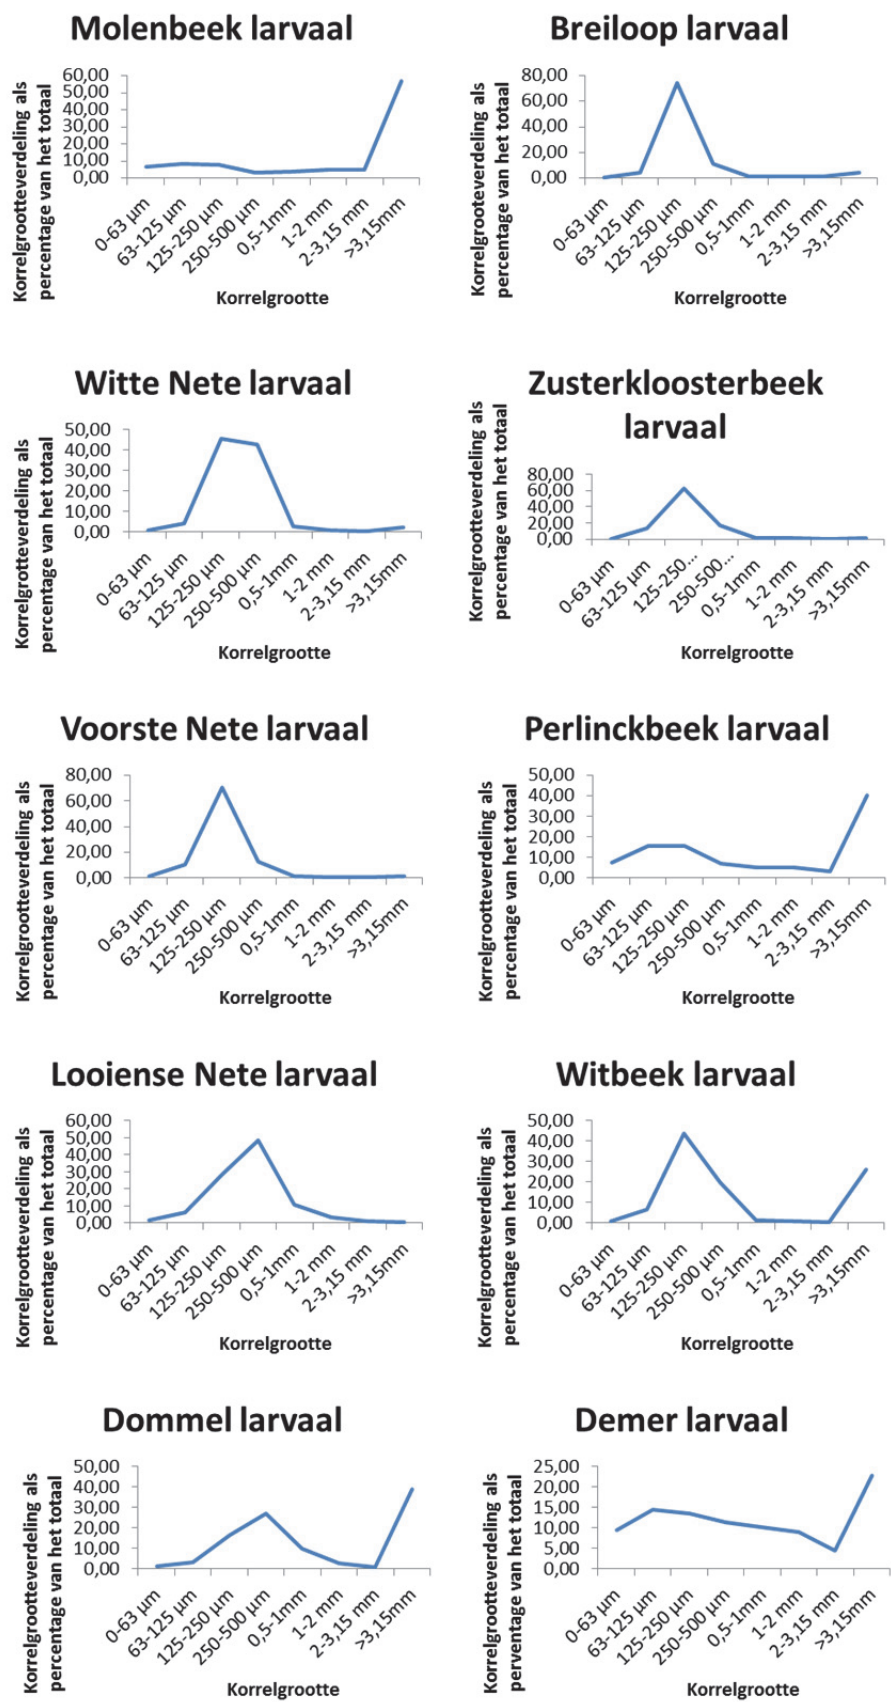 Molenbeek larvaal
Korrelgrootteverdeling als
percentage van het totaal
60,00
50,00
40,00
30,00
20,00
10,00
0,00
0-63 µm
63-125 µm
125-250 µm
250-500 µm
0,5-1mm
1-2 mm
2-3,15 mm
>3,15mm
Korrelgrootte
Breiloop larvaal
Korrelgrooteverdeling als
percentage van het totaal
80,00
60,00
40,00
20,00
0,00
0-63 µm
63-125 µm
125-250 µm
250-500 µm
0,5-1mm
1-2 mm
2-3,15 mm
>3,15mm
Korrelgrootte
Witte Nete larvaal
Korrelgrotteverdeling als
percentage van het totaal
50,00
40,00
30,00
20,00
10,00
0,00
0-63 µm
63-125 µm
125-250 µm
250-500 µm
0,5-1mm
1-2 mm
2-3,15 mm
>3,15mm
Korrelgrootte
Zusterkloosterbeek
larvaal
Korrelgrootteverdeling als
percentage van het totaal
80,00
60,00
40,00
20,00
0,00
0-63 µm
63-125 µm
125-250...
250-500...
0,5-1mm
1-2 mm
2-3,15 mm
>3,15mm
Korrelgrootte
Voorste Nete larvaal
Korrelgrootteverdeling als
percentage van het totaal
80,00
60,00
40,00
20,00
0,00
0-63 µm
63-125 µm
125-250 µm
250-500 µm
0,5-1mm
1-2 mm
2-3,15 mm
>3,15mm
Korrelgrootte
Perlinckbeek larvaal
Korrelgrootteverdeling als
percentage van het totaal
50,00
40,00
30,00
20,00
10,00
0,00
0-63 µm
63-125 µm
125-250 µm
250-500 µm
0,5-1mm
1-2 mm
2-3,15 mm
>3,15mm
Korrelgrootte
Looiense Nete larvaal
Korrelgrootteverdeling als
percentage van het totaal
60,00
50,00
40,00
30,00
20,00
10,00
0,00
0-63 µm
63-125 µm
125-250 µm
250-500 µm
0,5-1mm
1-2 mm
2-3,15 mm
>3,15mm
Korrelgrootte
Witbeek larvaal
Korrelgrootteverdeling als
percentage van het totaal
50,00
40,00
30,00
20,00
10,00
0,00
0-63 µm
63-125 µm
125-250 µm
250-500 µm
0,5-1mm
1-2 mm
2-3,15 mm
>3,15mm
Korrelgrootte
Dommel larvaal
Korrelgrootteverdeling als
percentage van het totaal
50,00
40,00
30,00
20,00
10,00
0,00
0-63 µm
63-125 µm
125-250 µm
250-500 µm
0,5-1mm
1-2 mm
2-3,15 mm
>3,15mm
Korrelgrootte
Demer larvaal
Korrelgrootteverdeling als
perventage van het totaal
25,00
20,00
15,00
10,00
5,00
0,00
0-63 µm
63-125 µm
125-250 µm
250-500 µm
0,5-1mm
1-2 mm
2-3,15 mm
>3,15mm
Korrelgrootte